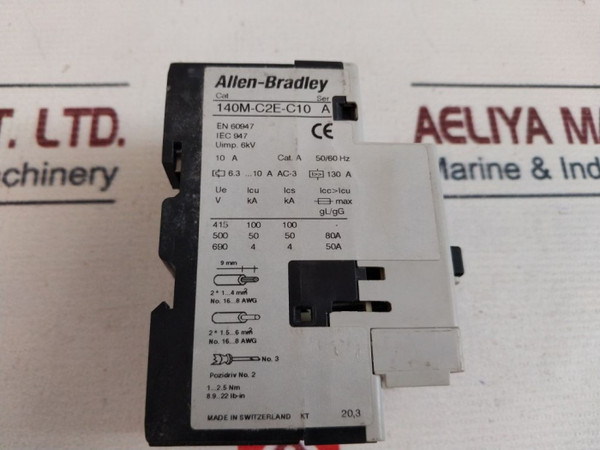 Allen-Bradley
Cat. Ser.
140M-C2E-C10 A
EN 60947
IEC 947
Uimp. 6kV
CE
10 A Cat. A 50/60 Hz
6.3 ...10 A AC-3 130 A
Ue Icu Ics Icc>Icu
V kA kA max
gL/gG
415 100 100 -
500 50 50 80A
690 4 4 50A
9 mm
2 * 1...4 mm²
No. 16...8 AWG
2 * 1.5...6 mm²
No. 16...8 AWG
No. 3
Pozidriv No. 2
1...2.5 Nm
8.9...22 lb-in
MADE IN SWITZERLAND KT 20,3
T. LTD.
chinery
AELIYA MA
Marine & Indus